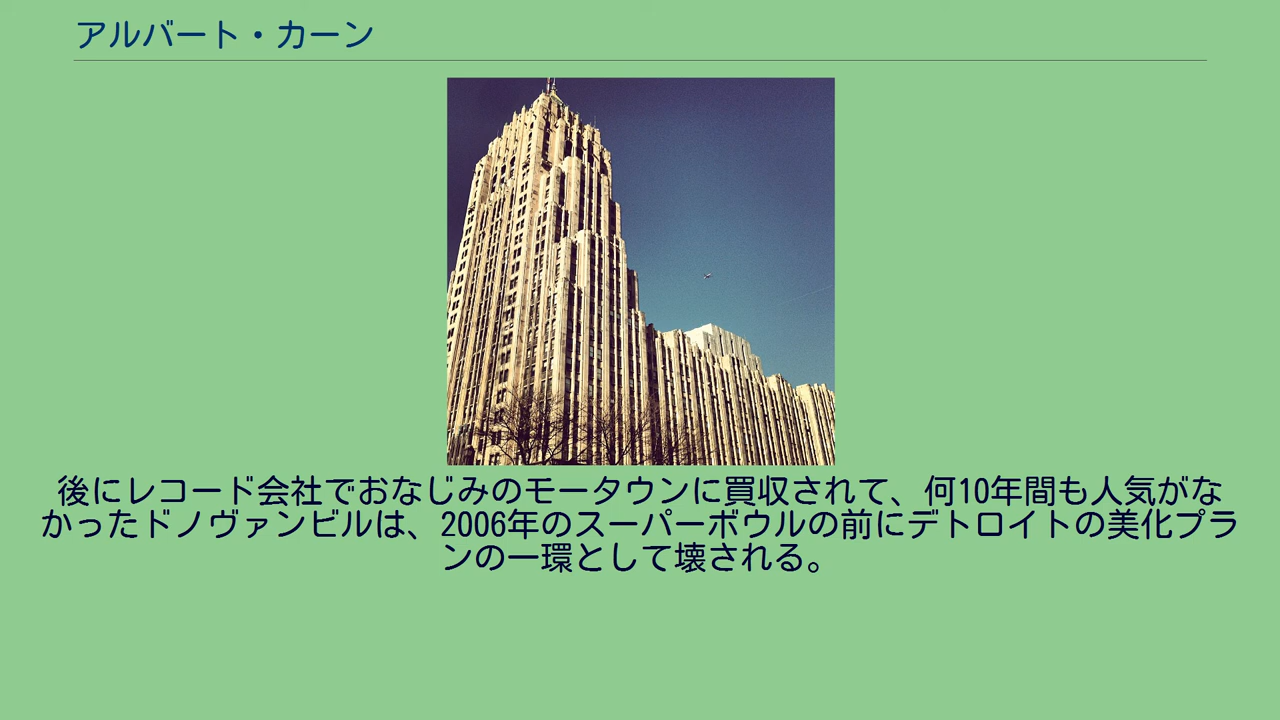 アルバート・カーン
後にレコード会社でおなじみのモータウンに買収されて、何10年間も人気がな
かったドノヴァンビルは、2006年のスーパーボウルの前にデトロイトの美化プラ
ンの一環として壊される。